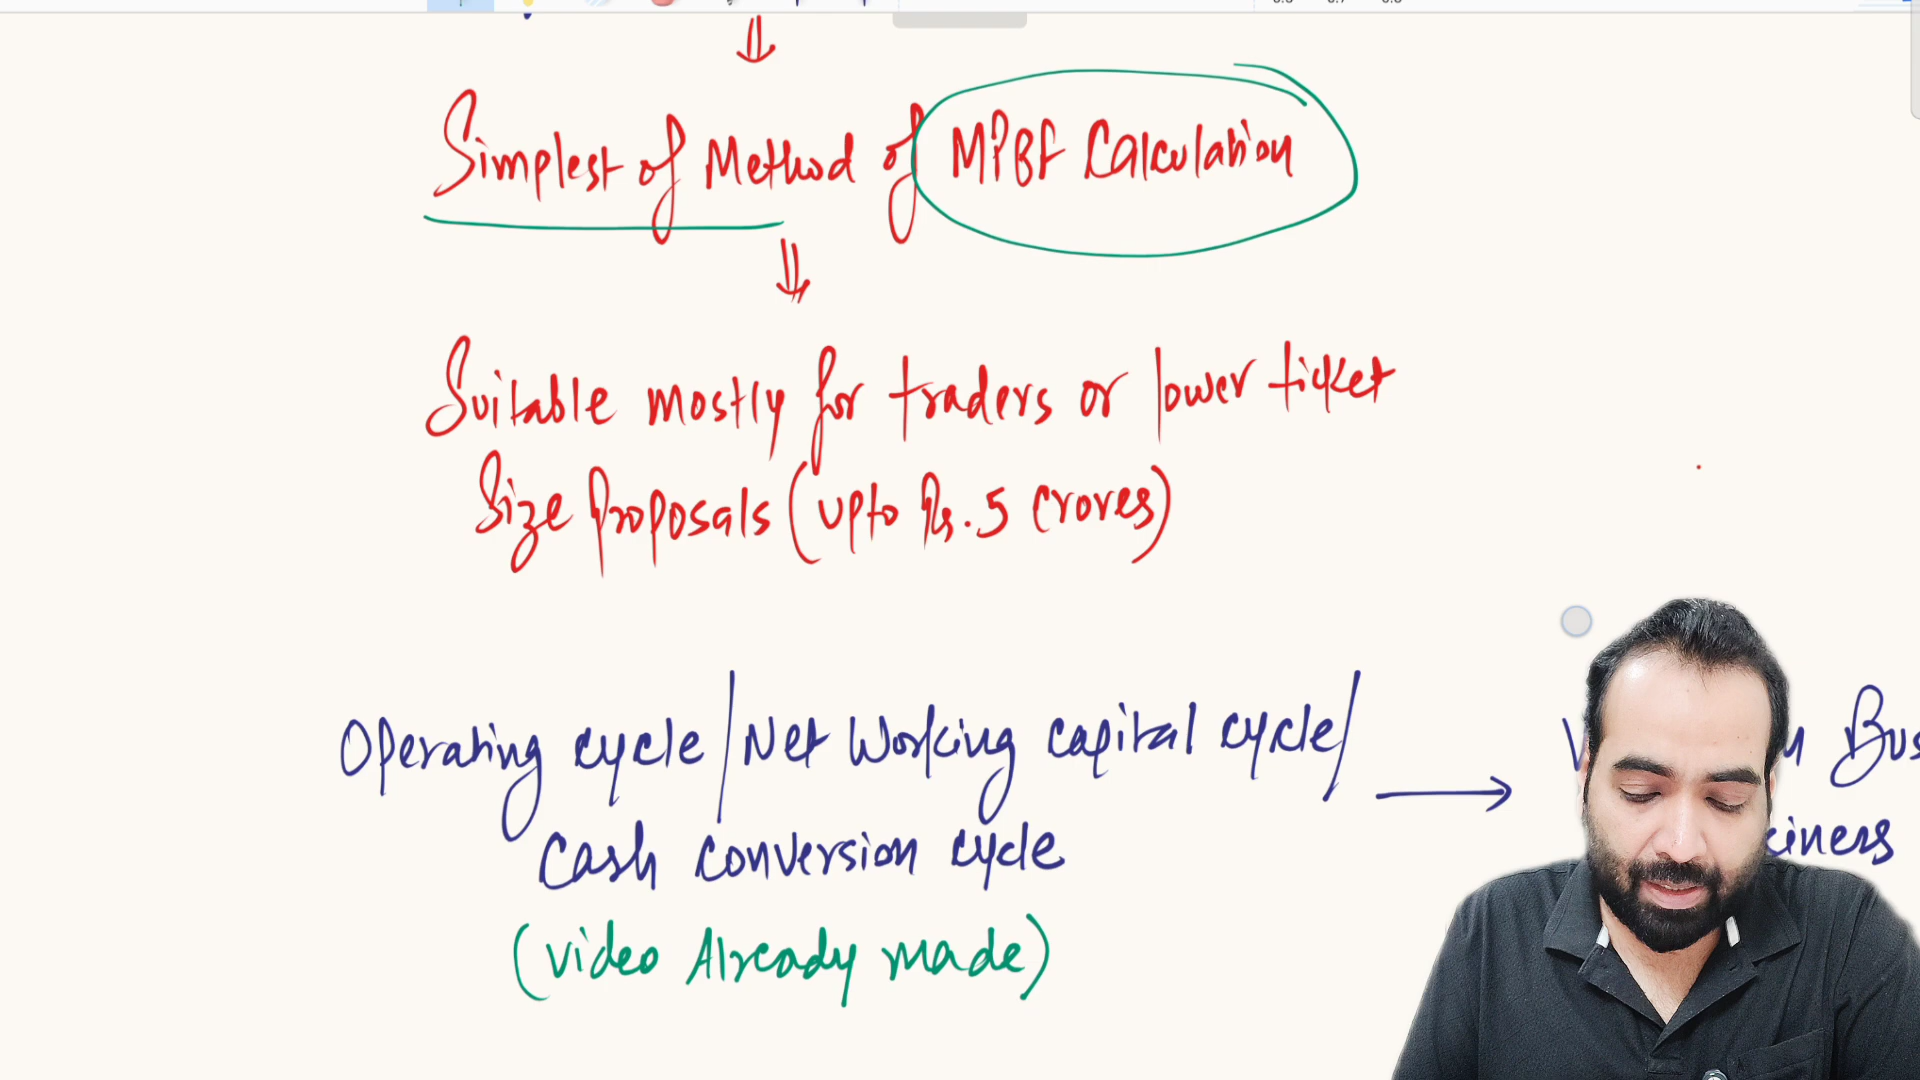 Simplest of Method of MPBF Calculation
Suitable mostly for traders or lower ticket
Size Proposals (upto Rs. 5 Crores)
Operating cycle / Net Working capital cycle /
Cash conversion cycle
(video Already made)